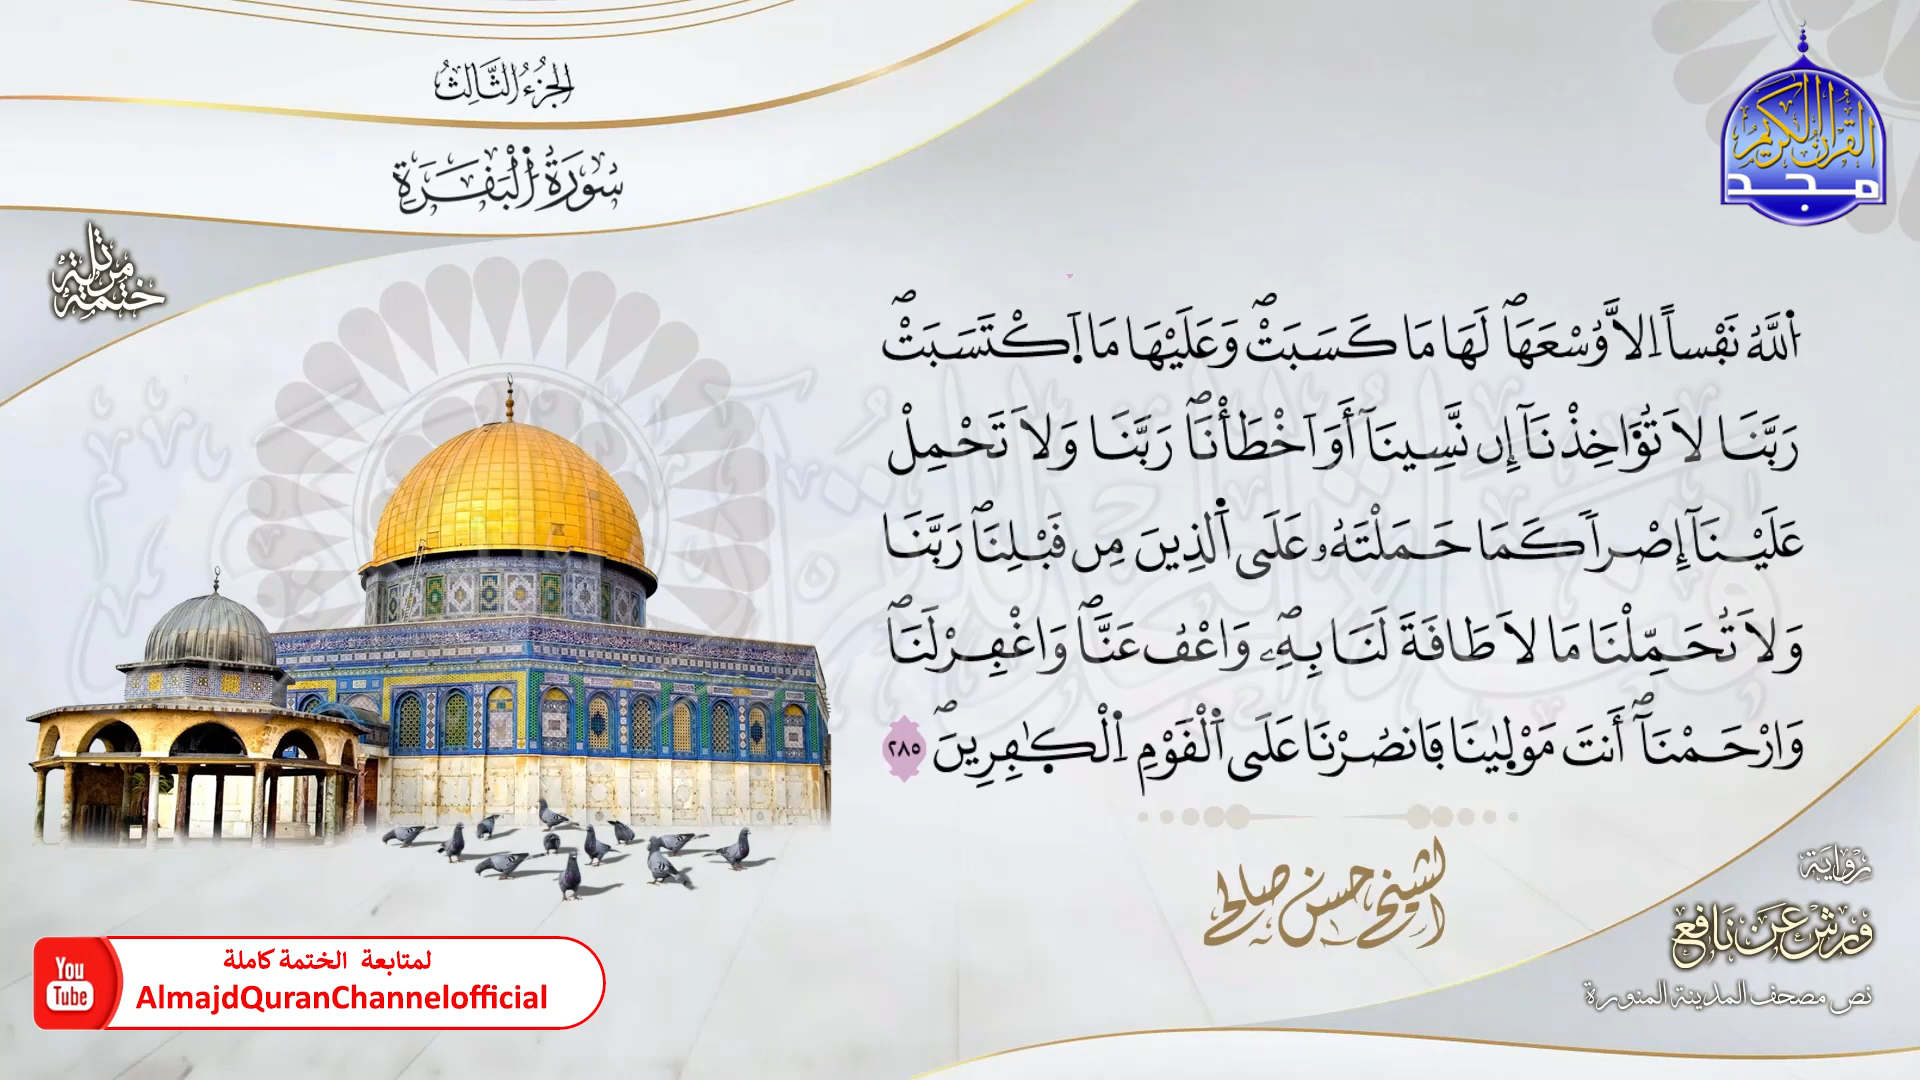 الجزء الثالث
سورة البقرة
القرآن الكريم
مجد
ختمة مرتلة
اَ۬للَّهُ نَفْساً اِلَّا وُسْعَهَاۖ لَهَا مَا كَسَبَتْۖ وَعَلَيْهَا مَا اَ۪كْتَسَبَتْۖ
رَبَّنَا لَا تُؤَاخِذْنَآ إِن نَّسِينَآ أَوَ اَخْطَأْنَاۖ رَبَّنَا وَلَا تَحْمِلْ
عَلَيْنَآ إِصْراٗ كَمَا حَمَلْتَهُۥ عَلَى اَ۬لذِينَ مِن قَبْلِنَاۖ رَبَّنَا
وَلَا تُحَمِّلْنَا مَا لَا طَاقَةَ لَنَا بِهِۦۖ وَاعْفُ عَنَّاۖ وَاغْفِرْ لَنَاۖ
وَارْحَمْنَآۖ أَنتَ مَوْل۪يٰنَا فَانصُرْنَا عَلَى اَ۬لْقَوْمِ اِ۬لْكٰ۪فِرِينَۖ ٢٨٥
الشيخ حسن صالح
رواية
ورش عن نافع
نص مصحف المدينة المنورة
You
Tube
لمتابعة الختمة كاملة
AlmajdQuranChannelofficial